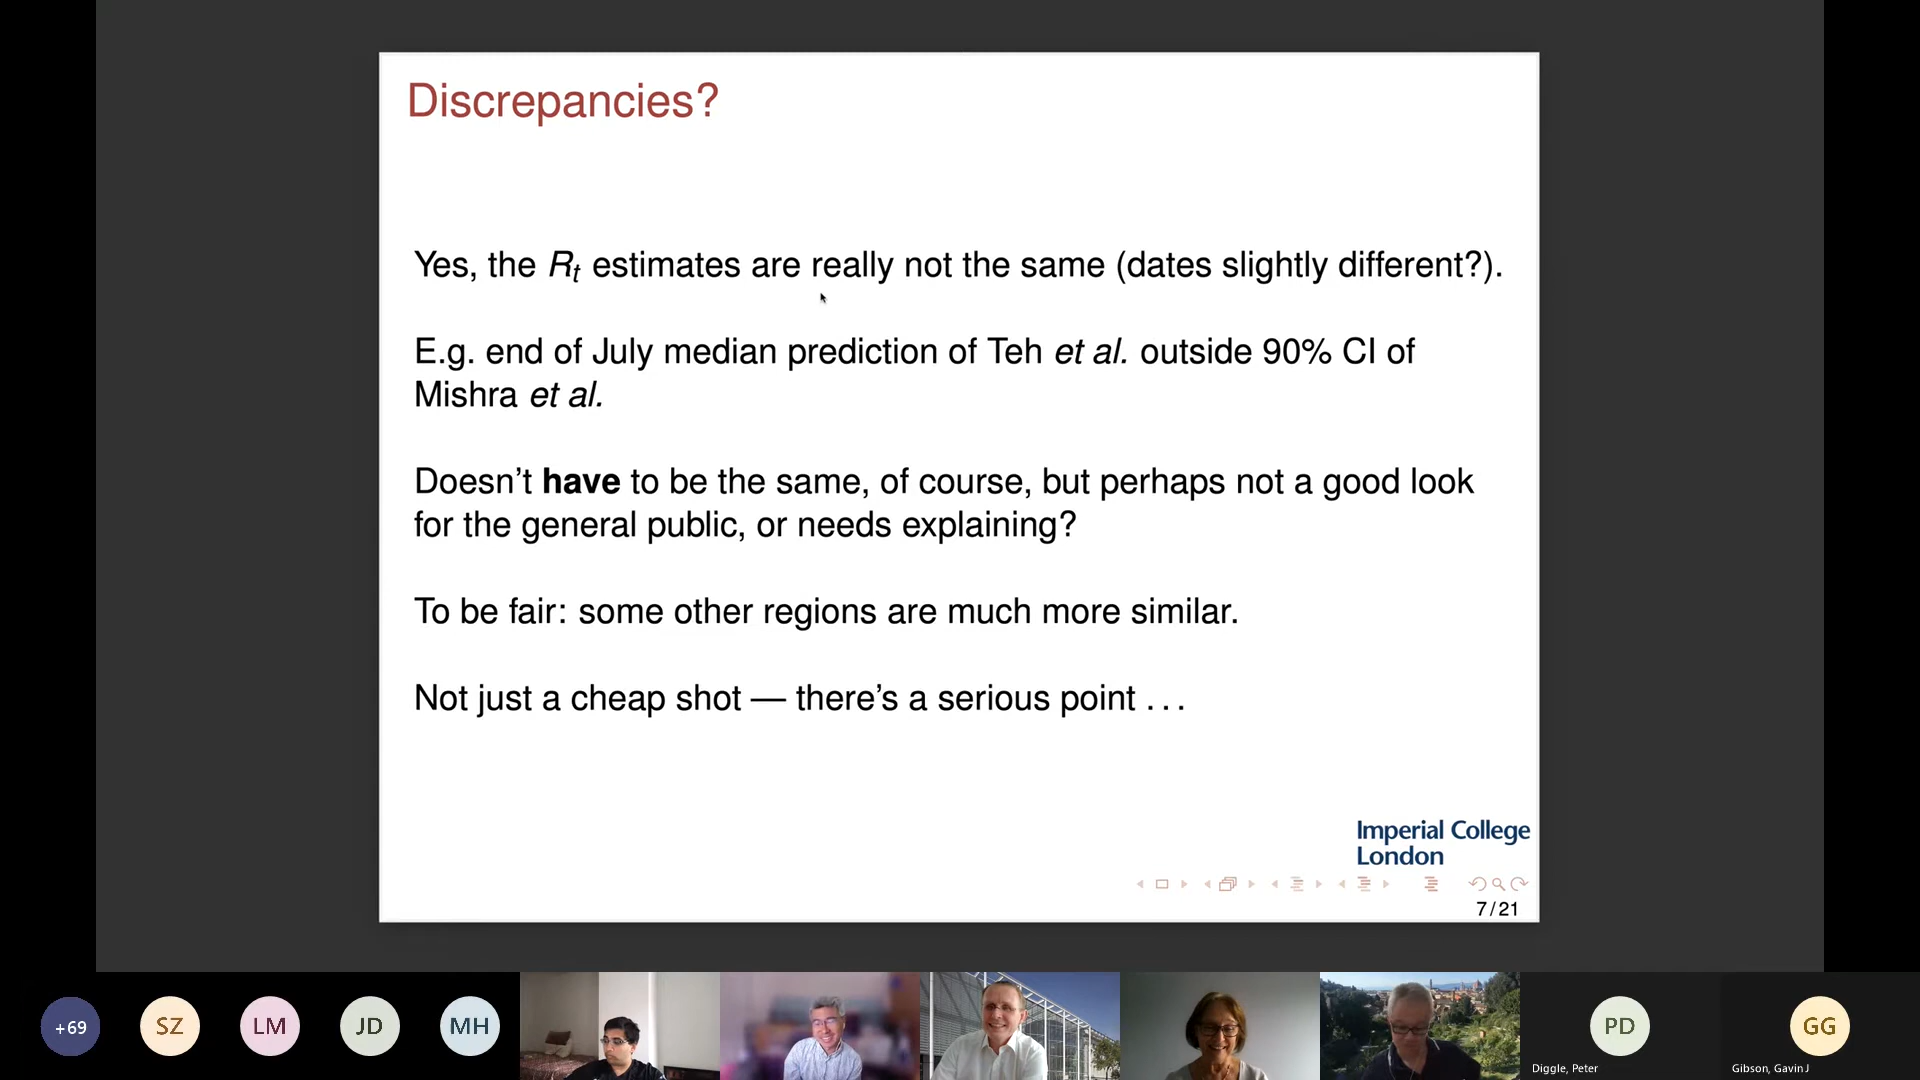 Discrepancies?
Yes, the Rt estimates are really not the same (dates slightly different?).
E.g. end of July median prediction of Teh et al. outside 90% CI of
Mishra et al.
Doesn't have to be the same, of course, but perhaps not a good look
for the general public, or needs explaining?
To be fair: some other regions are much more similar.
Not just a cheap shot — there's a serious point . . .
Imperial College
London
7/21
+69
SZ
LM
JD
MH
PD
GG
Diggle, Peter
Gibson, Gavin J